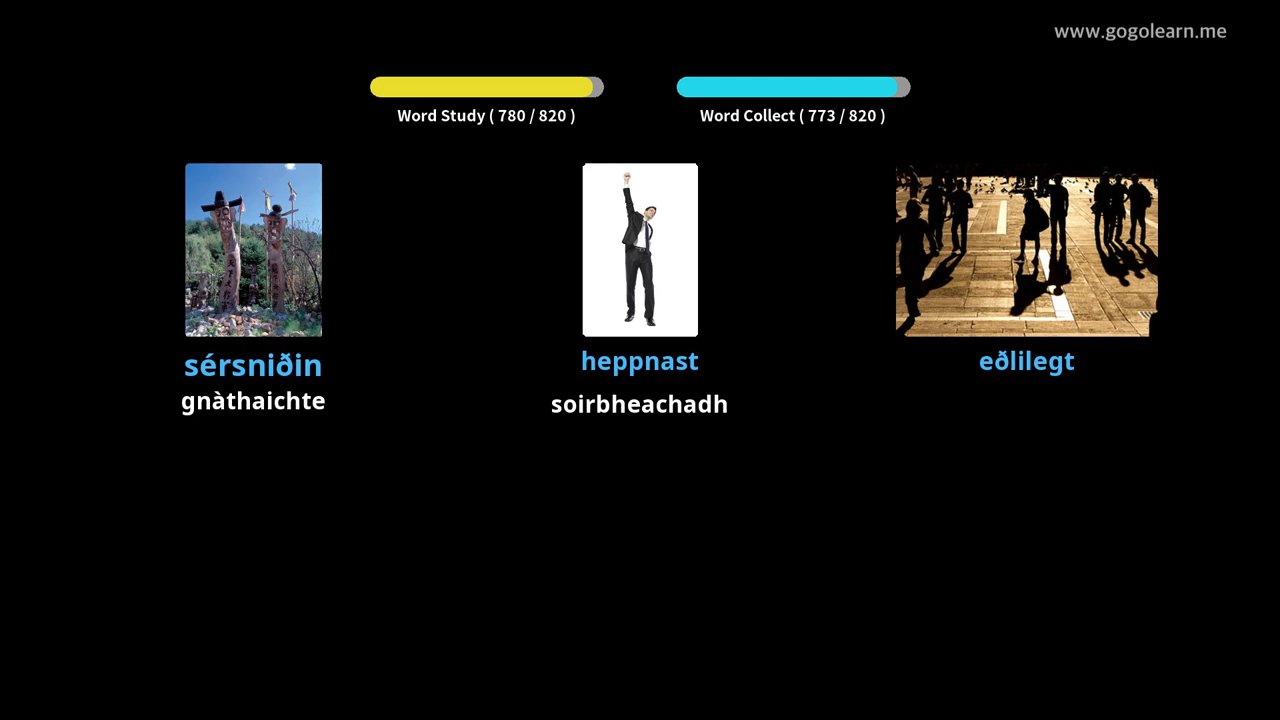 www.gogolearn.me
Word Study ( 780 / 820 )
Word Collect ( 773 / 820 )
sérsniðin
gnàthaichte
heppnast
soirbheachadh
eðlilegt